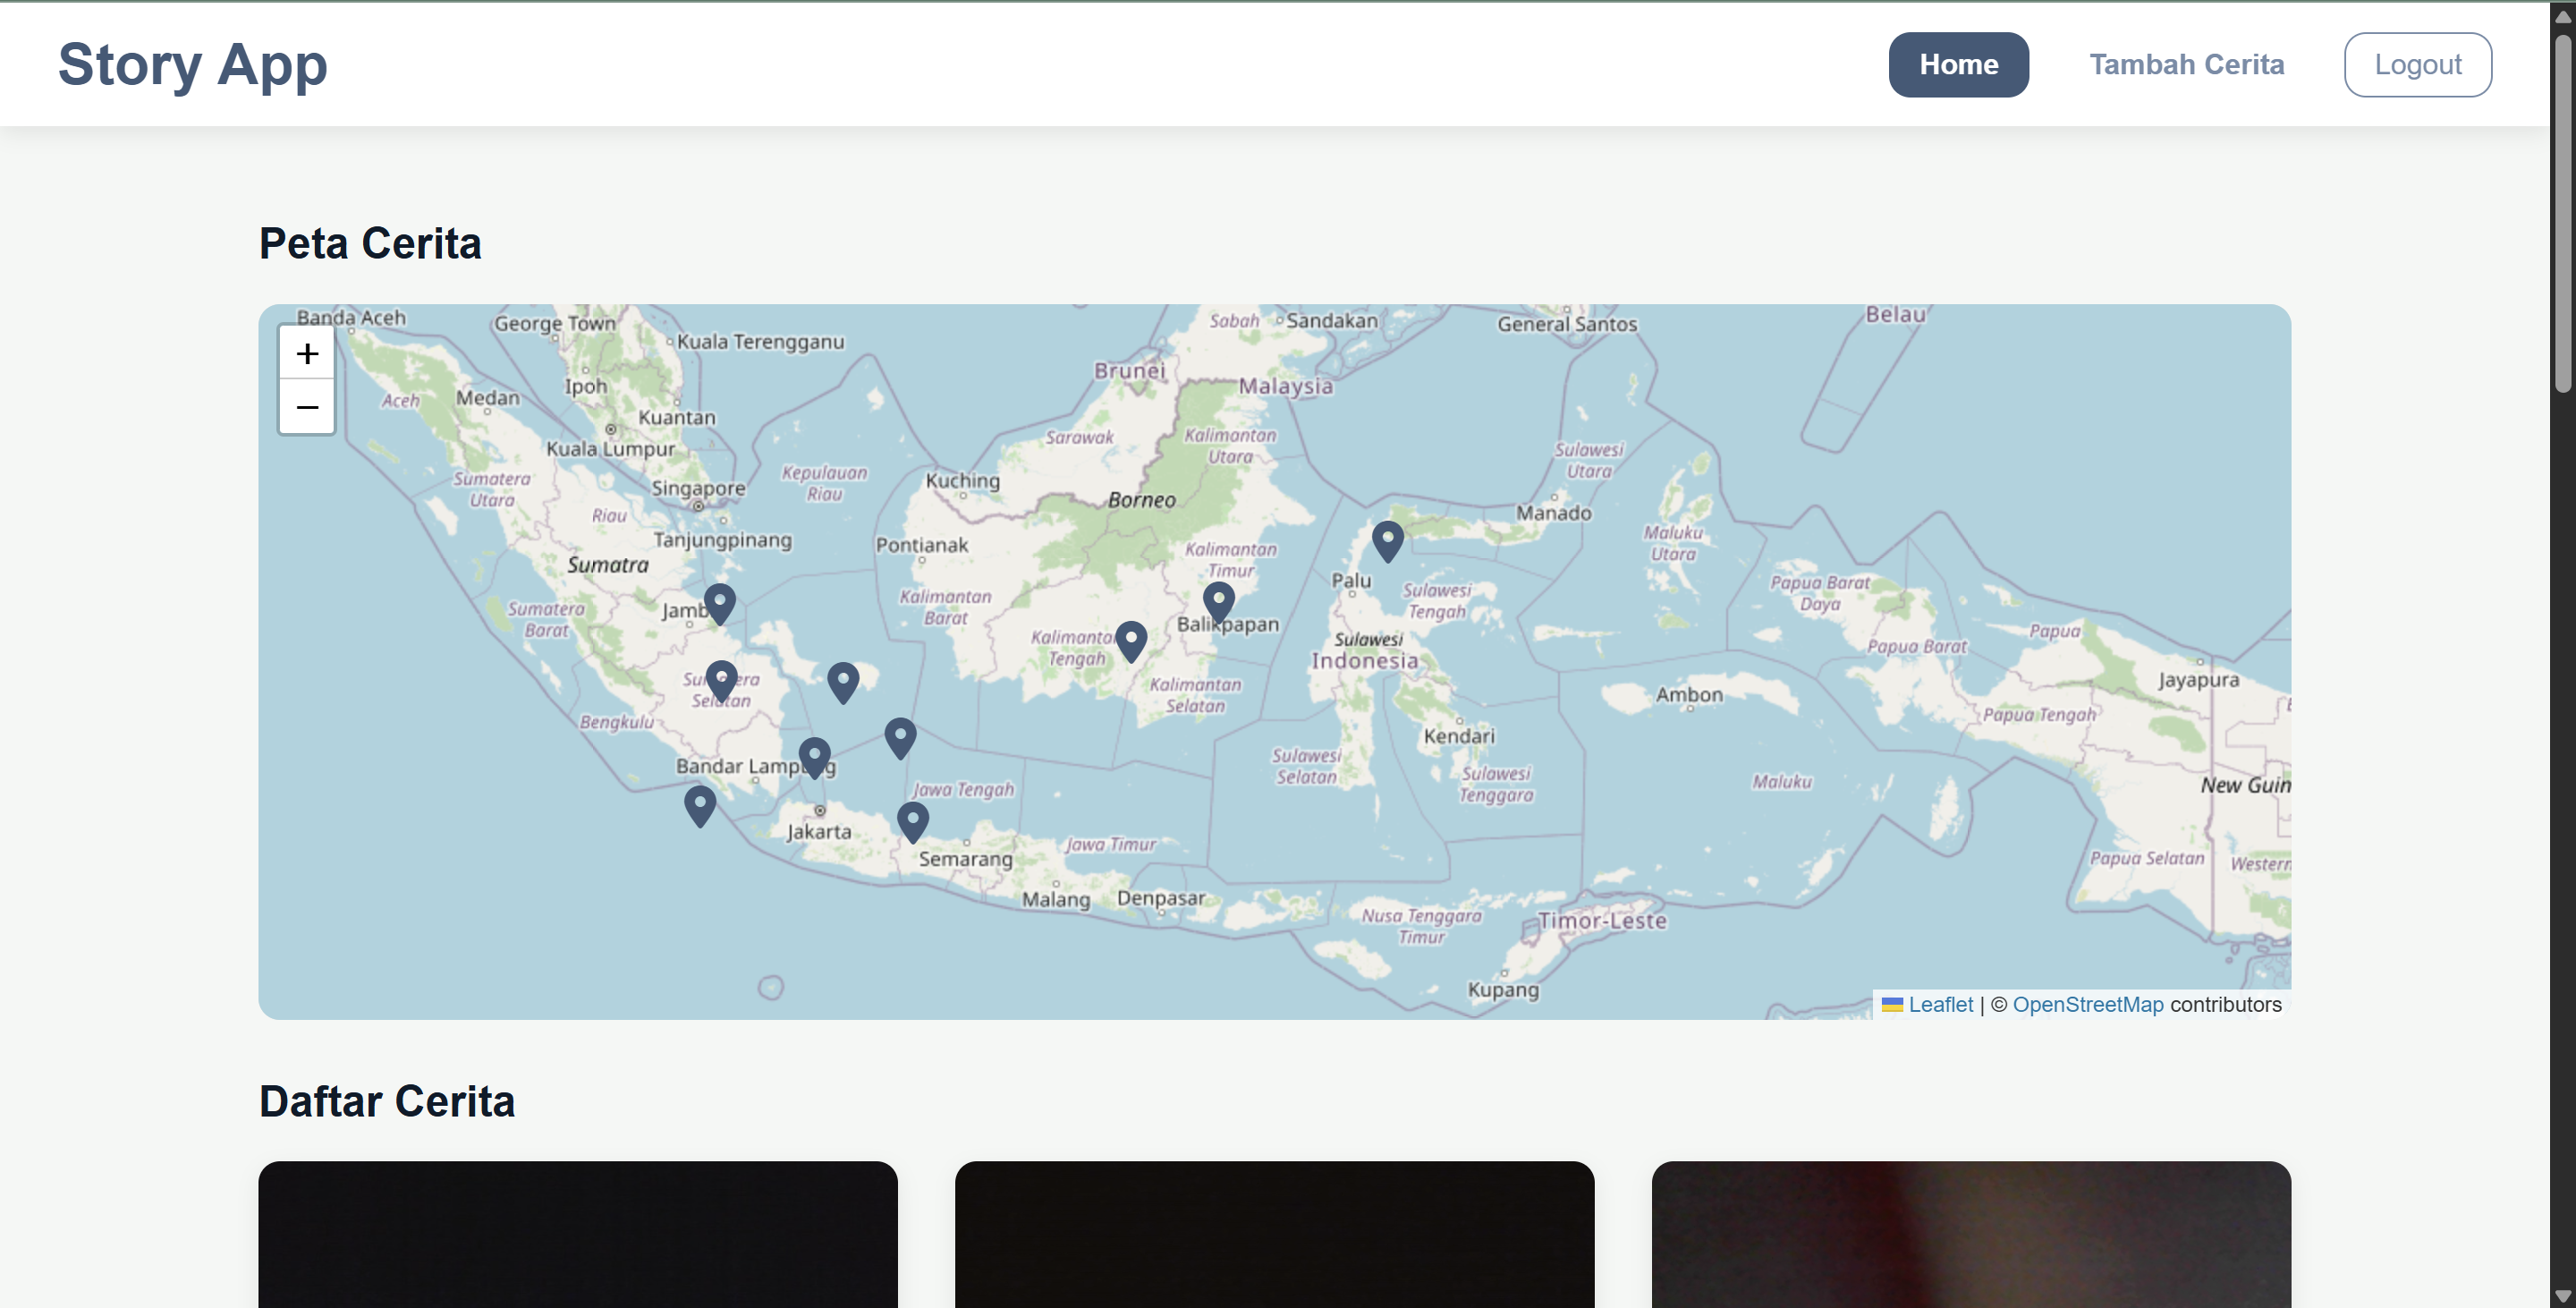 Story App
Home
Tambah Cerita
Logout
Peta Cerita
+
−
Banda Aceh
George Town
Kuala Terengganu
Sabah
Sandakan
General Santos
Belau
Brunei
Malaysia
Ipoh
Aceh
Medan
Kuantan
Kuala Lumpur
Sarawak
Kalimantan
Utara
Sulawesi
Utara
Sumatera
Utara
Kepulauan
Riau
Singapore
Kuching
Borneo
Riau
Manado
Tanjungpinang
Pontianak
Kalimantan
Timur
Maluku
Utara
Sumatra
Palu
Sulawesi
Tengah
Papua Barat
Daya
Kalimantan
Barat
Sumatera
Barat
Balikpapan
Kalimantan
Tengah
Sulawesi
Indonesia
Papua
Papua Barat
Jayapura
Selatan
Kalimantan
Selatan
Ambon
Papua Tengah
Bengkulu
Kendari
Bandar Lampung
Sulawesi
Selatan
Sulawesi
Tenggara
Maluku
New Guin
Jawa Tengah
Jakarta
Semarang
Jawa Timur
Papua Selatan
Western
Malang
Denpasar
Nusa Tenggara
Timur
Timor-Leste
Kupang
Leaflet | © OpenStreetMap contributors
Daftar Cerita